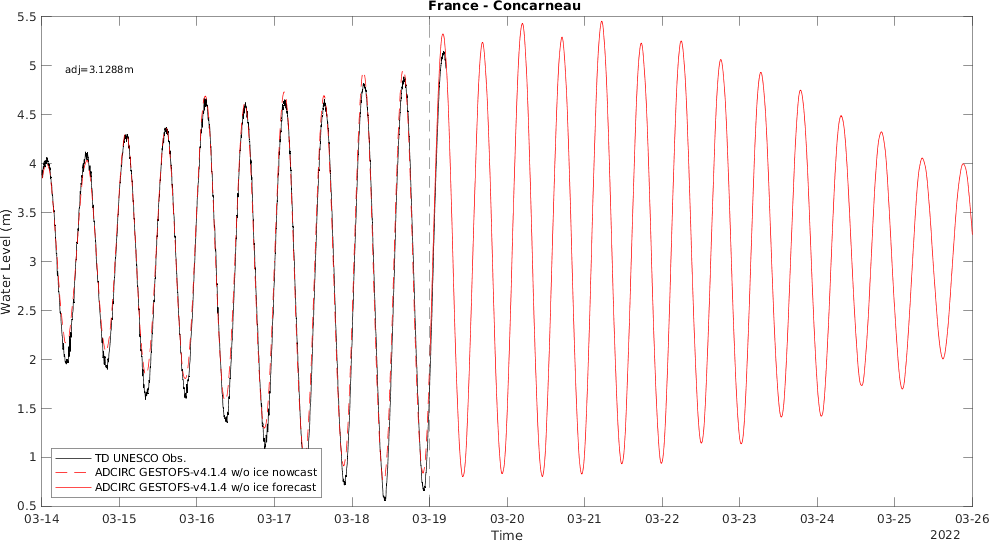 France - Concarneau
adj=3.1288m
Water Level (m)
5.5
5
4.5
4
3.5
3
2.5
2
1.5
1
0.5
TD UNESCO Obs.
ADCIRC GESTOFS-v4.1.4 w/o ice nowcast
ADCIRC GESTOFS-v4.1.4 w/o ice forecast
03-14 03-15 03-16 03-17 03-18 03-19 03-20 03-21 03-22 03-23 03-24 03-25 03-26
Time
2022